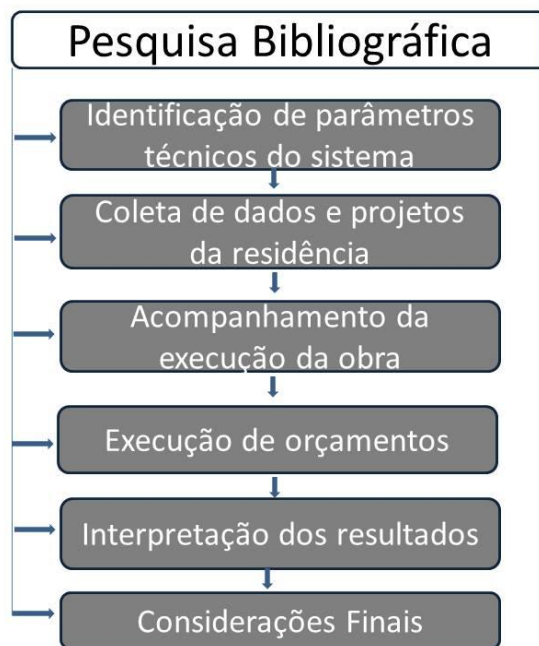 Pesquisa Bibliográfica
Identificação de parâmetros
técnicos do sistema
Coleta de dados e projetos
da residência
Acompanhamento da
execução da obra
Execução de orçamentos
Interpretação dos resultados
Considerações Finais